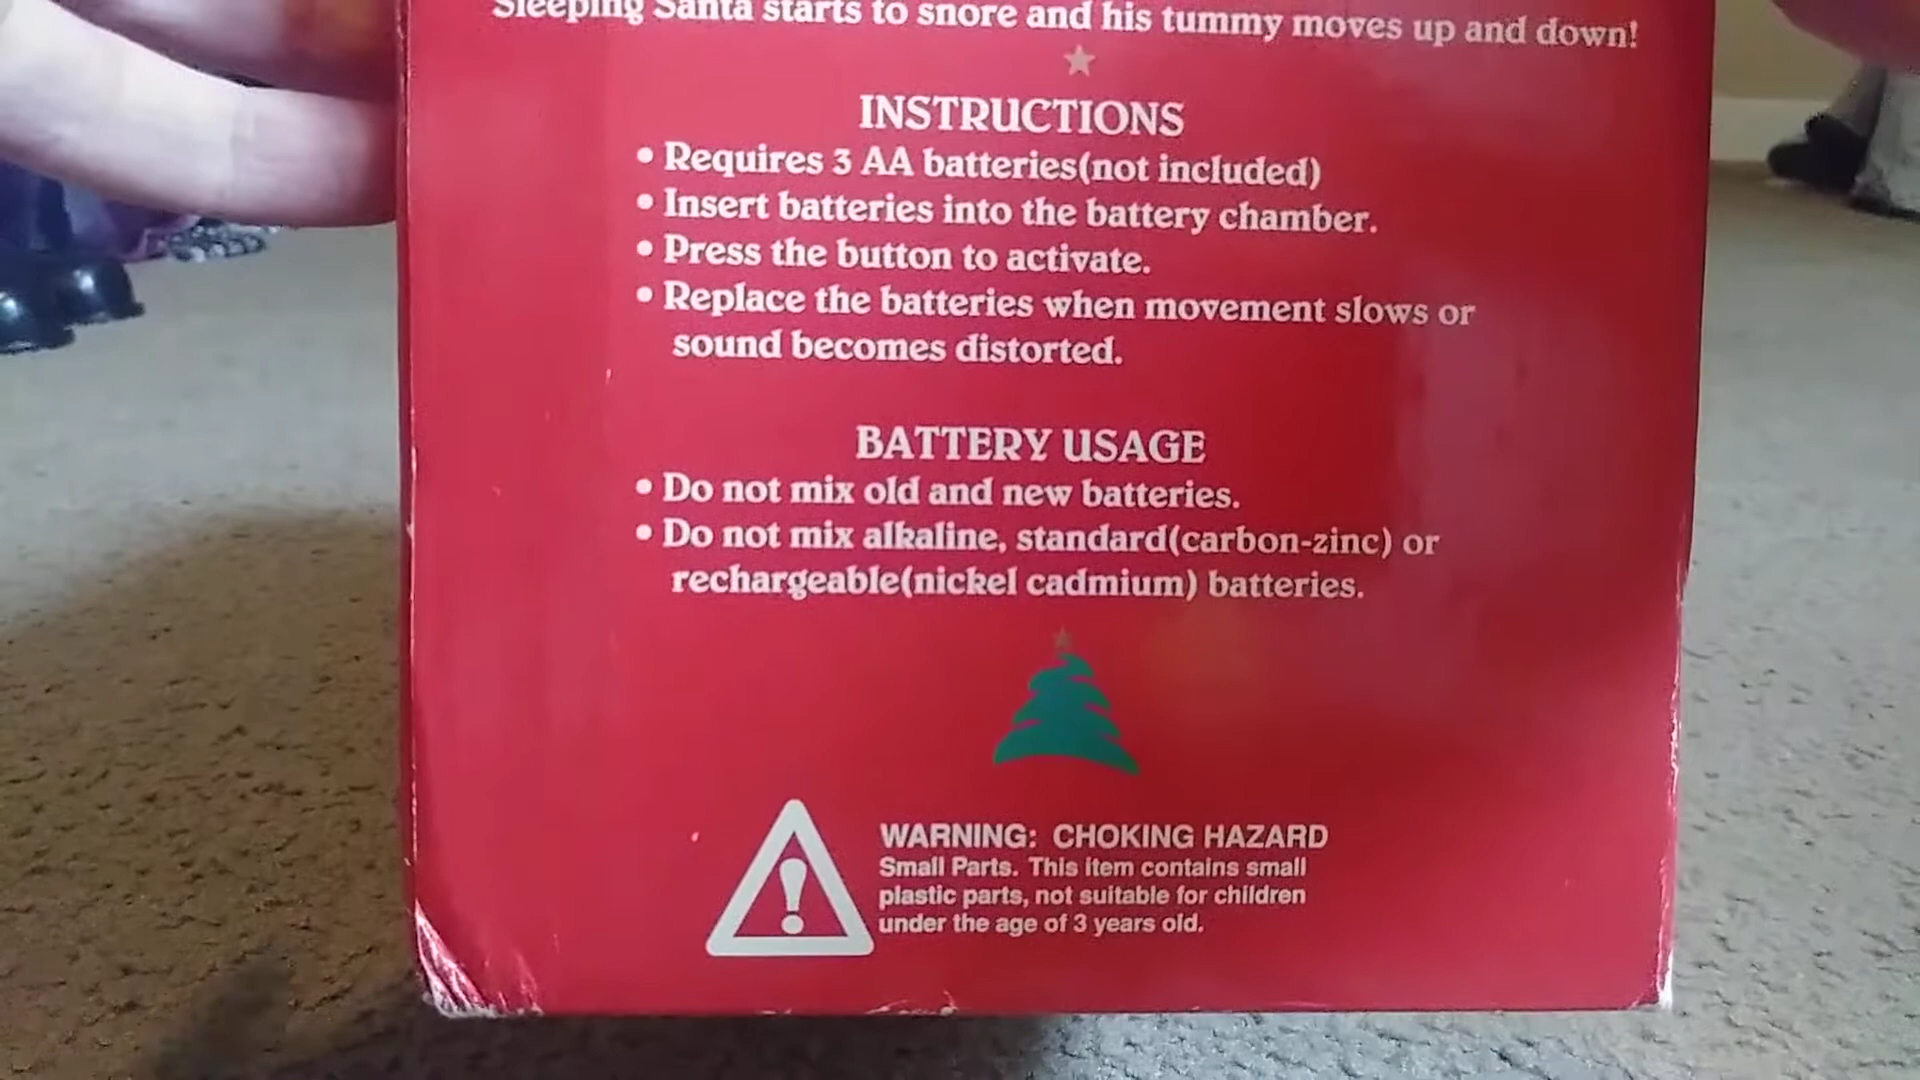 Sleeping Santa starts to snore and his tummy moves up and down!
INSTRUCTIONS
• Requires 3 AA batteries(not included)
• Insert batteries into the battery chamber.
• Press the button to activate.
• Replace the batteries when movement slows or
sound becomes distorted.
BATTERY USAGE
• Do not mix old and new batteries.
• Do not mix alkaline, standard(carbon-zinc) or
rechargeable(nickel cadmium) batteries.
WARNING: CHOKING HAZARD
Small Parts. This item contains small
plastic parts, not suitable for children
under the age of 3 years old.